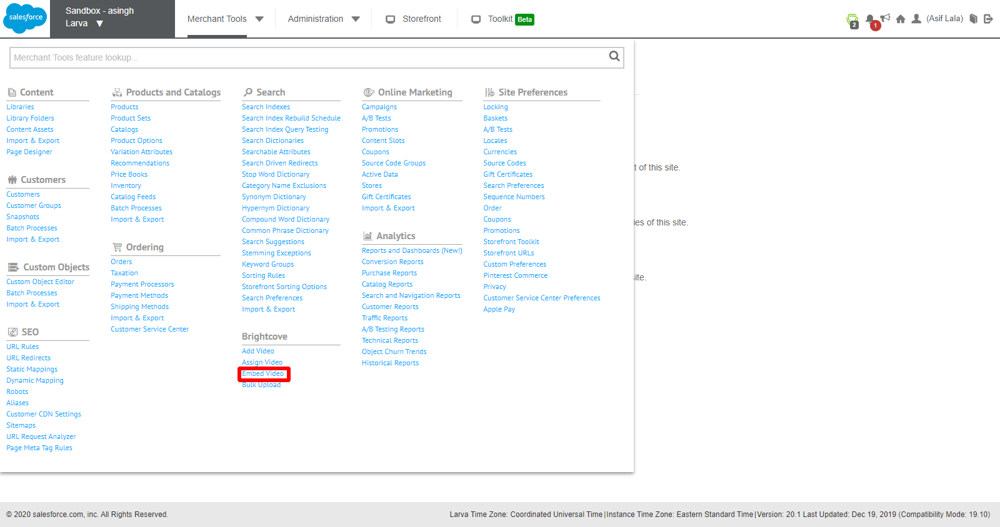 salesforce
Sandbox - asingh
Larva
Merchant Tools
Administration
Storefront
Toolkit Beta
2
1
(Asif Lala)
Merchant Tools feature lookup...
Content
Libraries
Library Folders
Content Assets
Import & Export
Page Designer
Customers
Customers
Customer Groups
Snapshots
Batch Processes
Import & Export
Custom Objects
Custom Object Editor
Batch Processes
Import & Export
SEO
URL Rules
URL Redirects
Static Mappings
Dynamic Mapping
Robots
Aliases
Customer CDN Settings
Sitemaps
URL Request Analyzer
Page Meta Tag Rules
Products and Catalogs
Products
Product Sets
Catalogs
Product Options
Variation Attributes
Recommendations
Price Books
Inventory
Catalog Feeds
Batch Processes
Import & Export
Ordering
Orders
Taxation
Payment Processors
Payment Methods
Shipping Methods
Import & Export
Customer Service Center
Search
Search Indexes
Search Index Rebuild Schedule
Search Index Query Testing
Search Dictionaries
Searchable Attributes
Search Driven Redirects
Stop Word Dictionary
Category Name Exclusions
Synonym Dictionary
Hypernym Dictionary
Compound Word Dictionary
Common Phrase Dictionary
Search Suggestions
Stemming Exceptions
Keyword Groups
Sorting Rules
Storefront Sorting Options
Search Preferences
Import & Export
Brightcove
Add Video
Assign Video
Embed Video
Bulk Upload
Online Marketing
Campaigns
A/B Tests
Promotions
Content Slots
Coupons
Source Code Groups
Active Data
Stores
Gift Certificates
Import & Export
Analytics
Reports and Dashboards (New!)
Conversion Reports
Purchase Reports
Catalog Reports
Search and Navigation Reports
Customer Reports
Traffic Reports
A/B Testing Reports
Technical Reports
Object Churn Trends
Historical Reports
Site Preferences
Locking
Baskets
A/B Tests
Locales
Currencies
Source Codes
Gift Certificates
Search Preferences
Sequence Numbers
Order
Coupons
Promotions
Storefront Toolkit
Storefront URLs
Custom Preferences
Pinterest Commerce
Privacy
Customer Service Center Preferences
Apple Pay
t of this site.
ies of this site.
site.
© 2020 salesforce.com, inc. All Rights Reserved.
Larva Time Zone: Coordinated Universal Time|Instance Time Zone: Eastern Standard Time|Version: 20.1 Last Updated: Dec 19, 2019 (Compatibility Mode: 19.10)